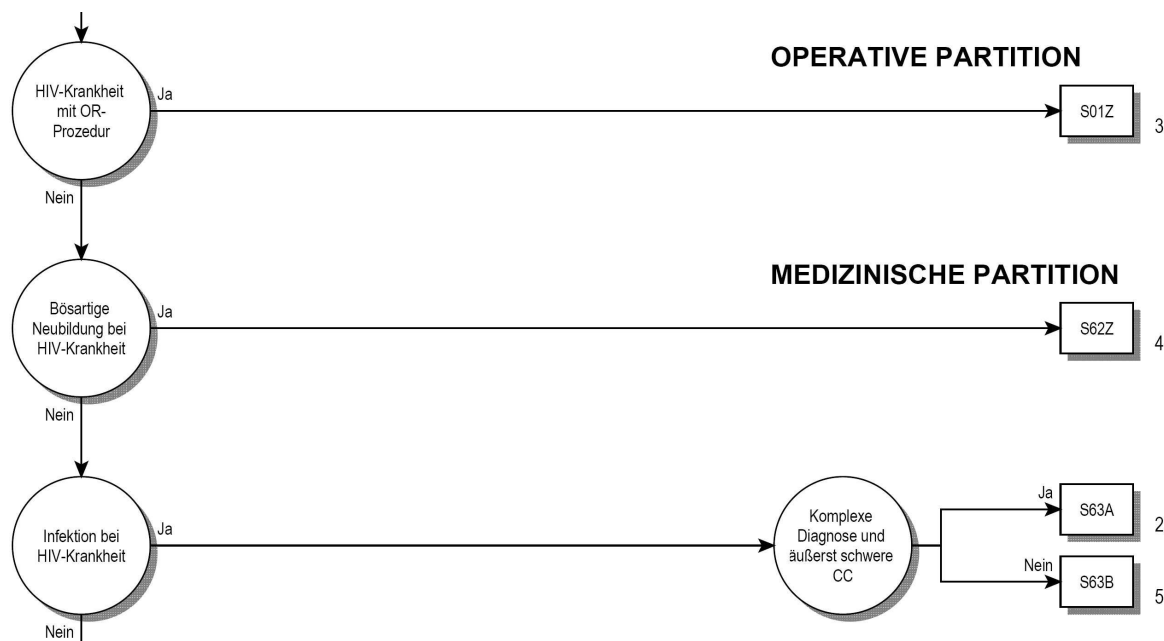 OPERATIVE PARTITION
HIV-Krankheit
mit OR-
Prozedur
Ja
S01Z
3
Nein
MEDIZINISCHE PARTITION
Bösartige
Neubildung bei
HIV-Krankheit
Ja
S62Z
4
Nein
Infektion bei
HIV-Krankheit
Ja
Komplexe
Diagnose und
äußerst schwere
CC
Ja
S63A
2
Nein
S63B
5
Nein